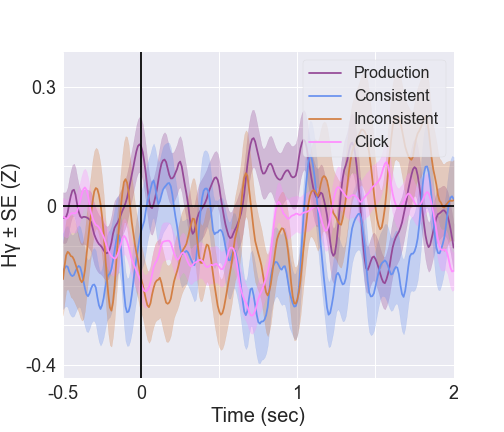 Production
Consistent
Inconsistent
Click
0.3
0
-0.4
Hγ ± SE (Z)
-0.5
0
1
2
Time (sec)